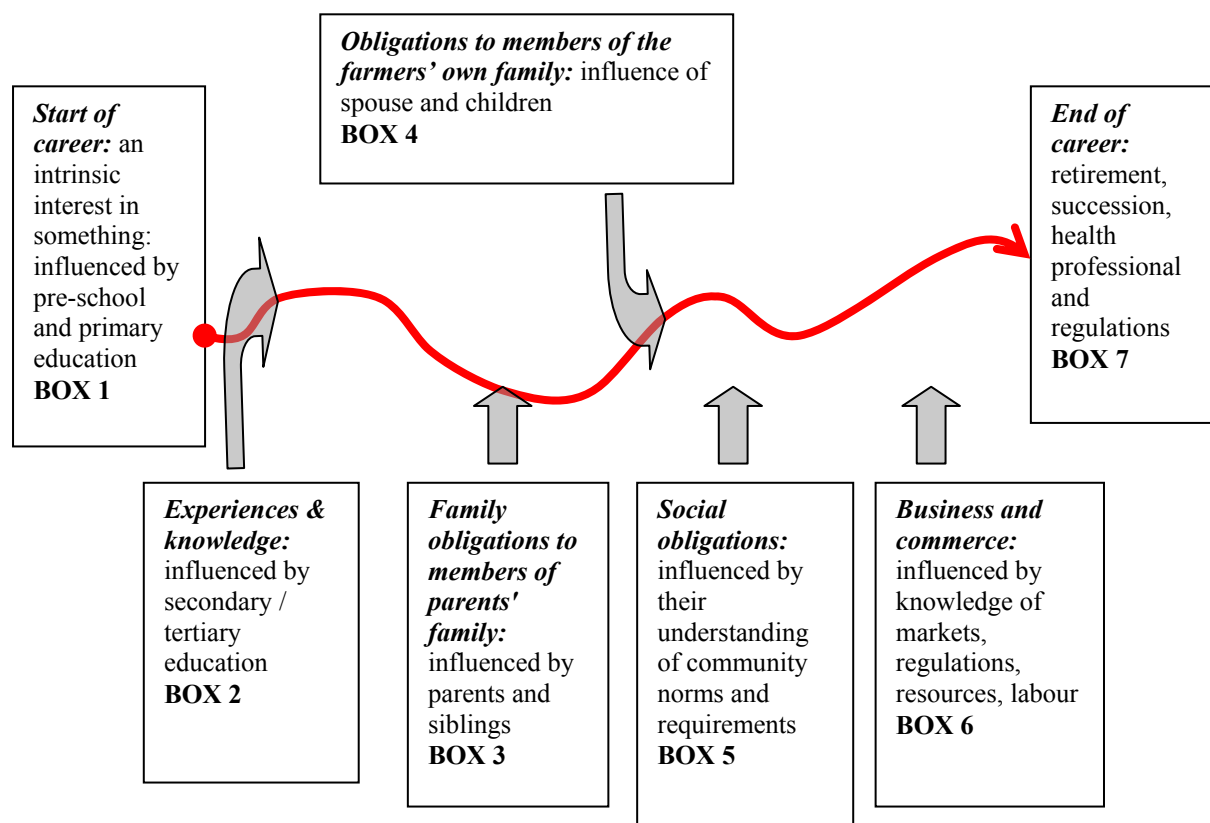 Start of
career: an
intrinsic
interest in
something:
influenced by
pre-school
and primary
education
BOX 1
Obligations to members of the
farmers’ own family: influence of
spouse and children
BOX 4
End of
career:
retirement,
succession,
health
professional
and
regulations
BOX 7
Experiences &
knowledge:
influenced by
secondary /
tertiary
education
BOX 2
Family
obligations to
members of
parents'
family:
influenced by
parents and
siblings
BOX 3
Social
obligations:
influenced by
their
understanding
of community
norms and
requirements
BOX 5
Business and
commerce:
influenced by
knowledge of
markets,
regulations,
resources, labour
BOX 6